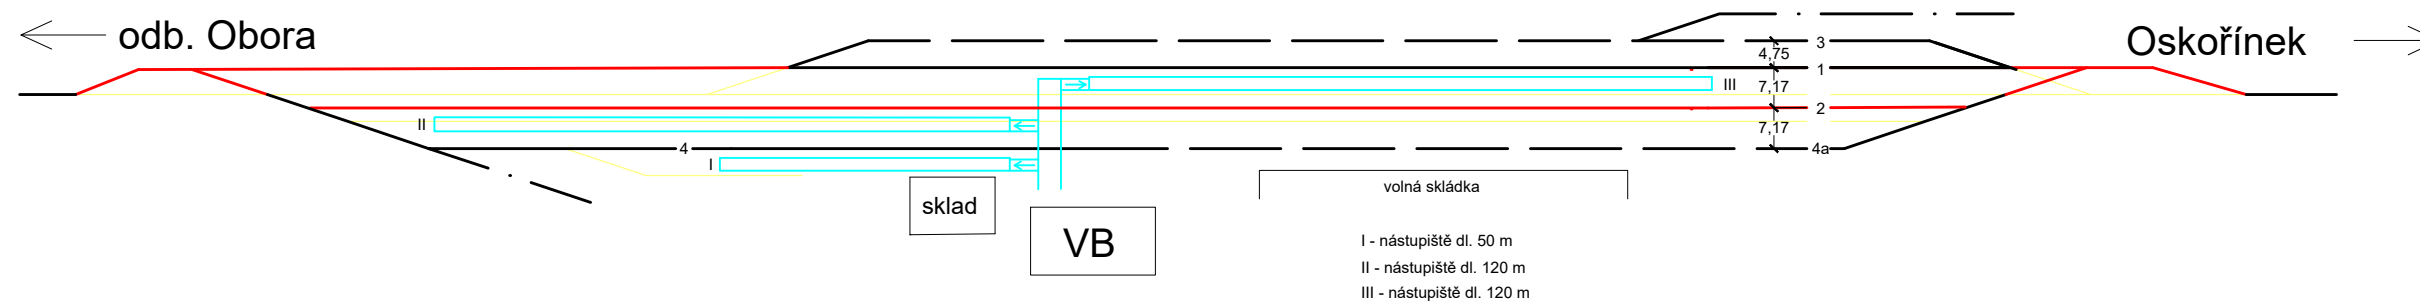 odb. Obora
Oskořínek
3
4,75
1
III
7,17
2
II
7,17
4
4a
I
sklad
volná skládka
VB
I - nástupiště dl. 50 m
II - nástupiště dl. 120 m
III - nástupiště dl. 120 m